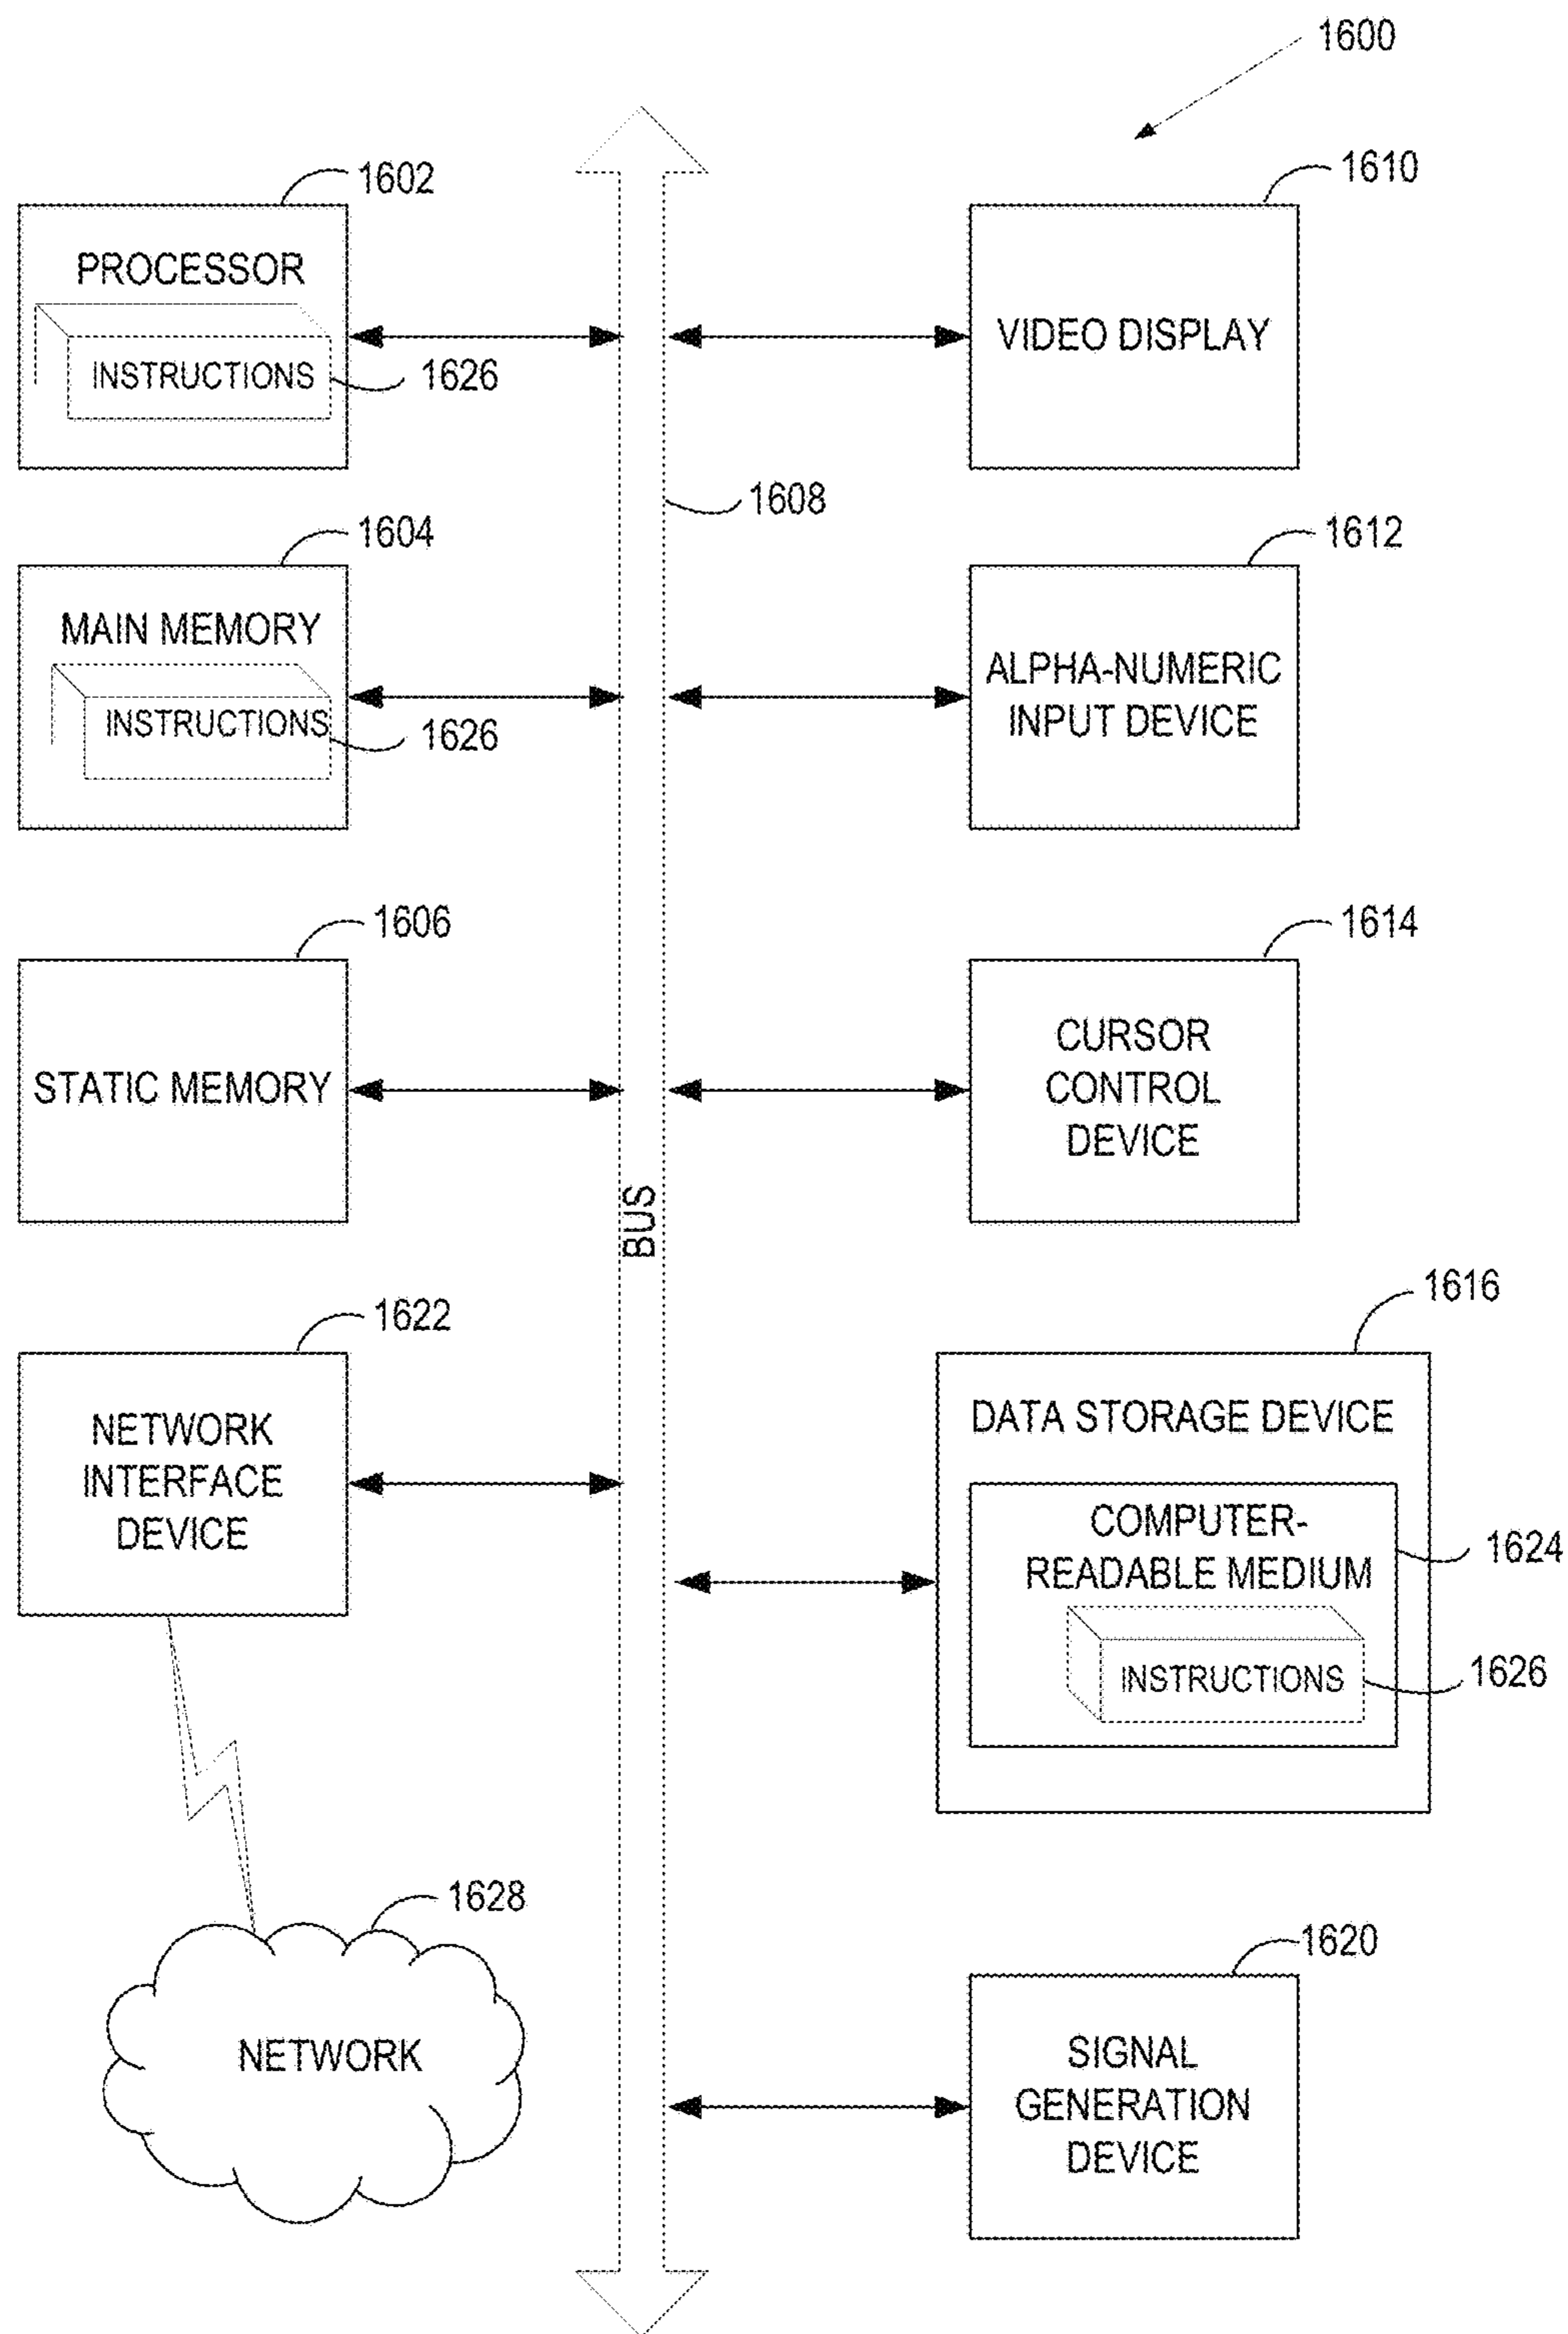 1600
1602
PROCESSOR
INSTRUCTIONS
1626
1610
VIDEO DISPLAY
1608
1604
MAIN MEMORY
INSTRUCTIONS
1626
1612
ALPHA-NUMERIC
INPUT DEVICE
1606
STATIC MEMORY
1614
CURSOR
CONTROL
DEVICE
BUS
1622
NETWORK
INTERFACE
DEVICE
1616
DATA STORAGE DEVICE
COMPUTER-
READABLE MEDIUM
1624
INSTRUCTIONS
1626
1628
NETWORK
1620
SIGNAL
GENERATION
DEVICE